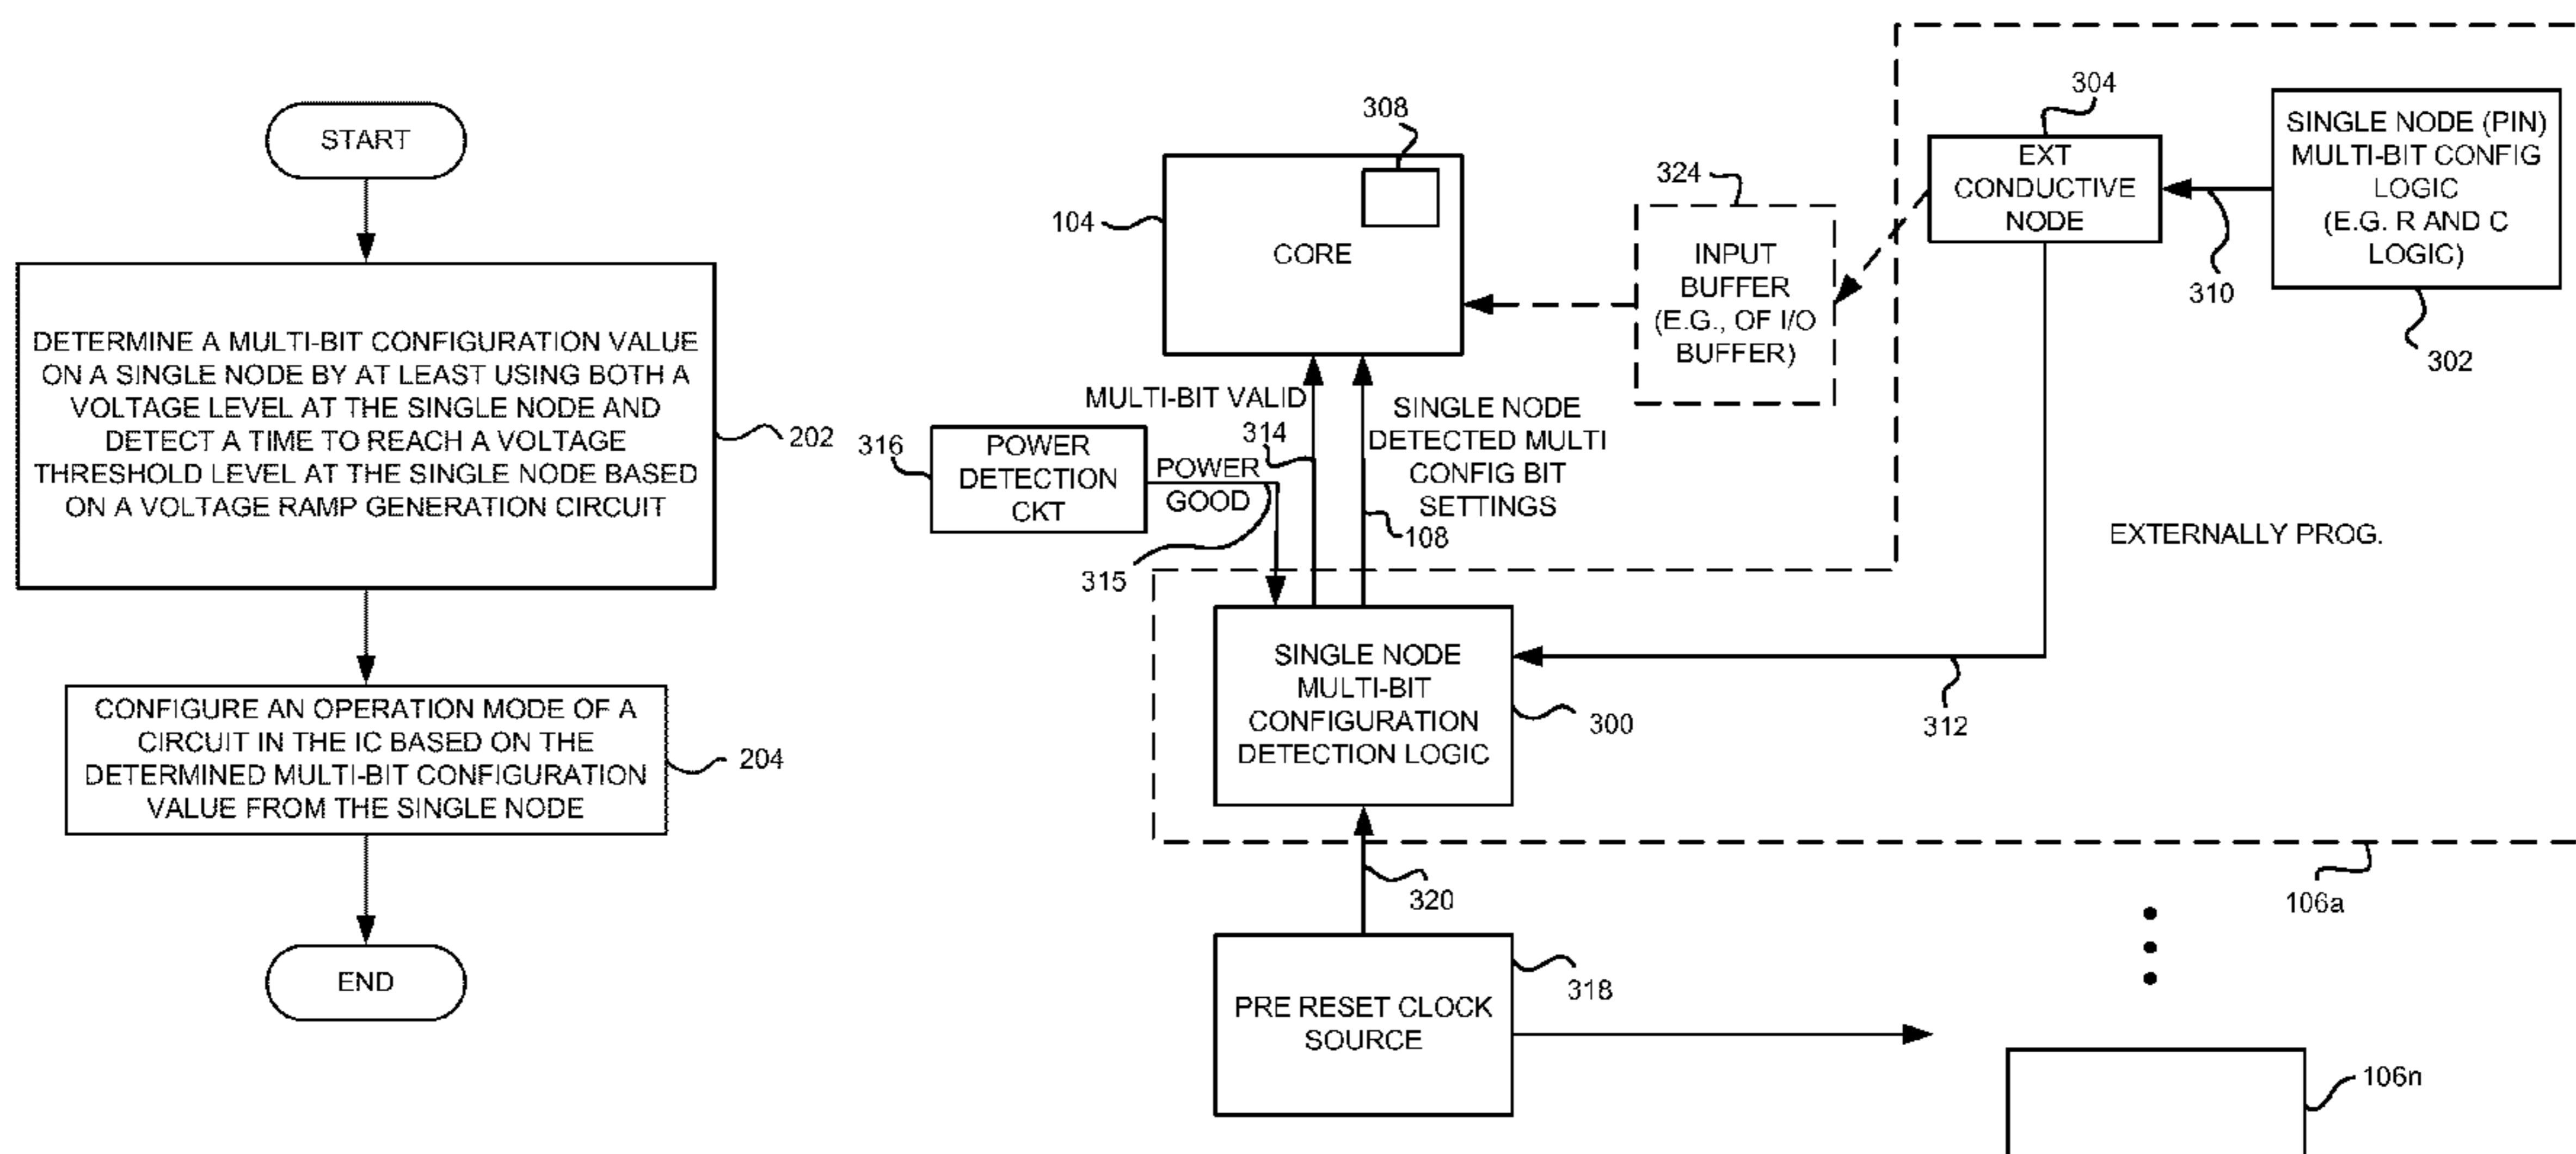 START
DETERMINE A MULTI-BIT CONFIGURATION VALUE
ON A SINGLE NODE BY AT LEAST USING BOTH A
VOLTAGE LEVEL AT THE SINGLE NODE AND
DETECT A TIME TO REACH A VOLTAGE
THRESHOLD LEVEL AT THE SINGLE NODE BASED
ON A VOLTAGE RAMP GENERATION CIRCUIT
202
CONFIGURE AN OPERATION MODE OF A
CIRCUIT IN THE IC BASED ON THE
DETERMINED MULTI-BIT CONFIGURATION
VALUE FROM THE SINGLE NODE
204
END
308
104
CORE
324
INPUT
BUFFER
(E.G., OF I/O
BUFFER)
304
EXT
CONDUCTIVE
NODE
310
SINGLE NODE (PIN)
MULTI-BIT CONFIG
LOGIC
(E.G. R AND C
LOGIC)
302
MULTI-BIT VALID
314
SINGLE NODE
DETECTED MULTI
CONFIG BIT
SETTINGS
108
316
POWER
DETECTION
CKT
POWER
GOOD
315
EXTERNALLY PROG.
SINGLE NODE
MULTI-BIT
CONFIGURATION
DETECTION LOGIC
300
312
320
106a
PRE RESET CLOCK
SOURCE
318
106n